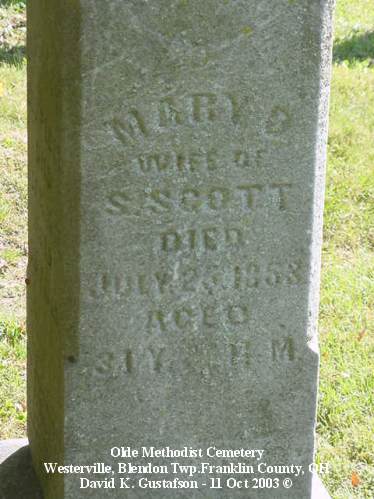 MARY D
WIFE OF
S. SCOTT
DIED
JULY. 25. 1853
AGED
31 Y. M.
Olde Methodist Cemetery
Westerville, Blendon Twp.Franklin County, OH
David K. Gustafson - 11 Oct 2003 ©